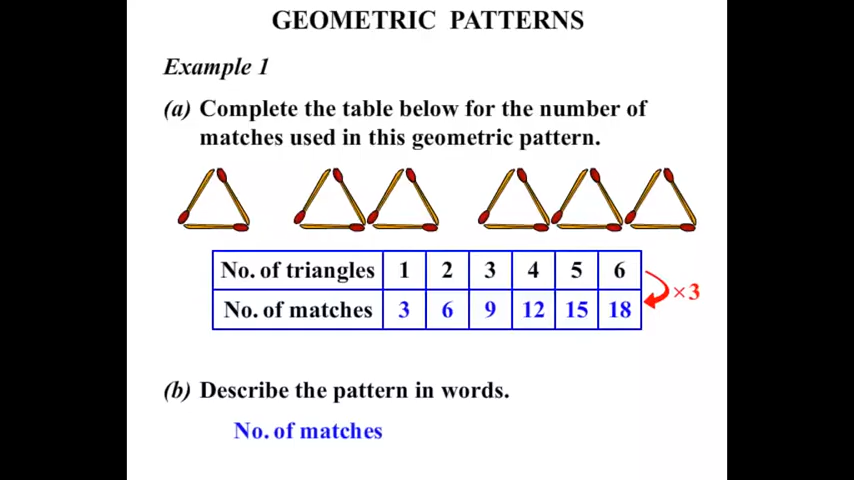 GEOMETRIC PATTERNS
Example 1
(a) Complete the table below for the number of
matches used in this geometric pattern.
No. of triangles 1 2 3 4 5 6
×3
No. of matches 3 6 9 12 15 18
(b) Describe the pattern in words.
No. of matches